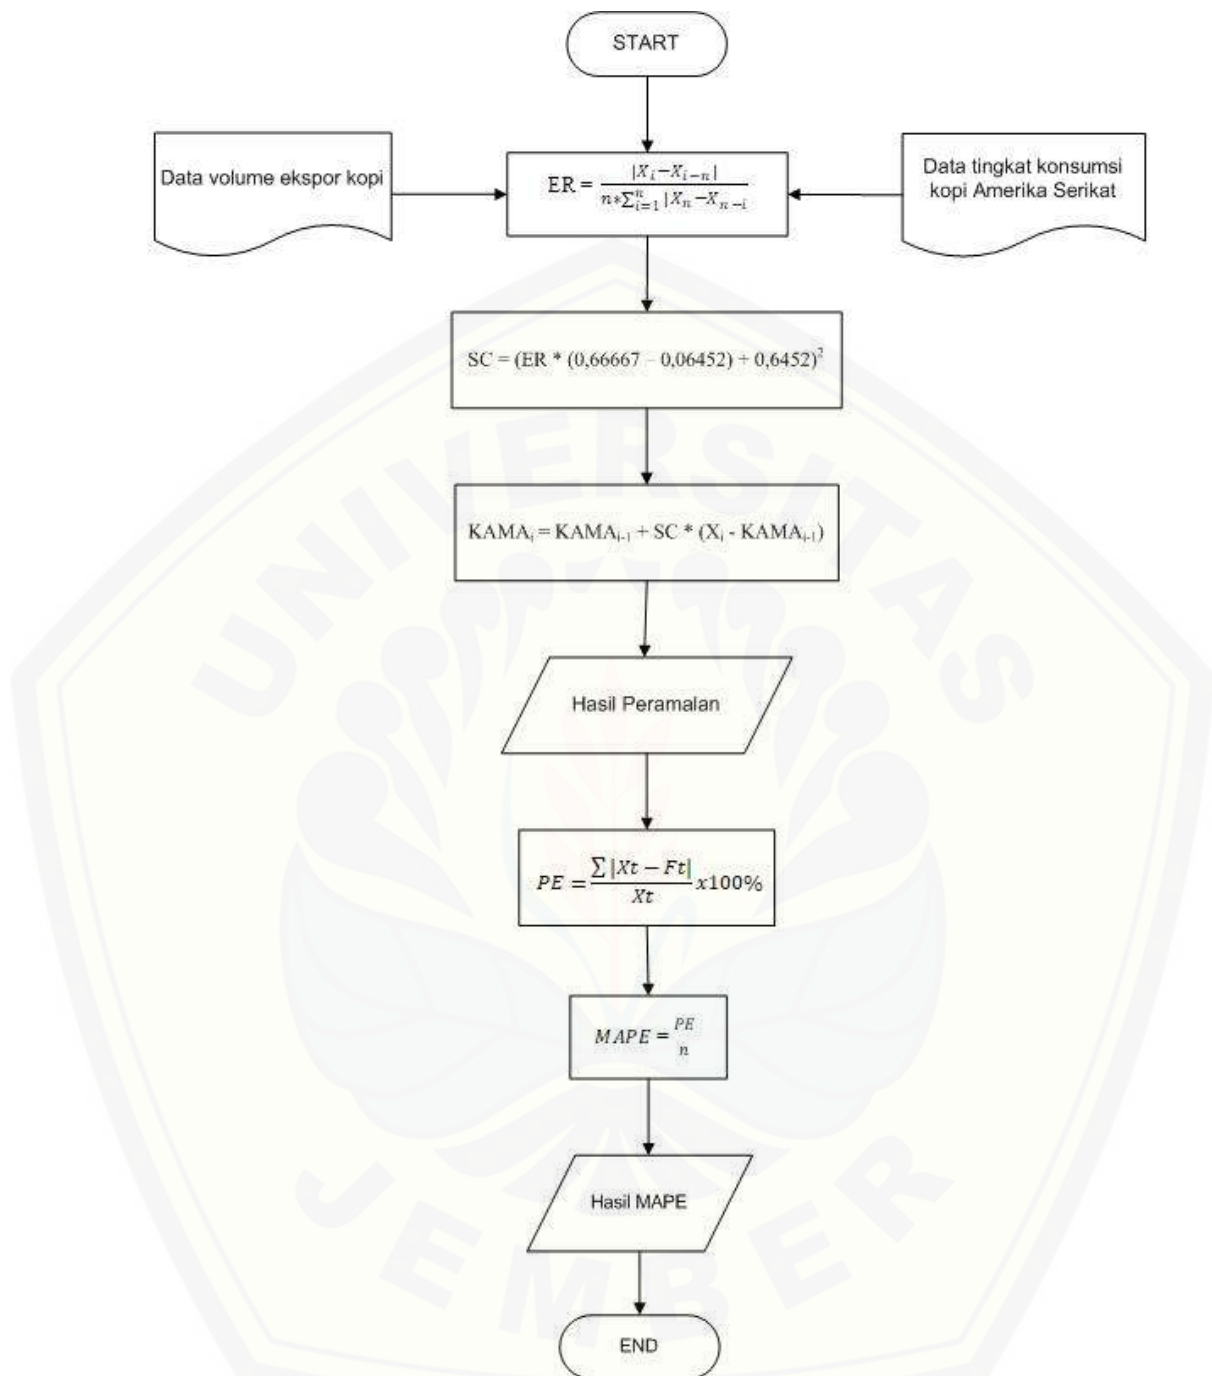 START
Data volume ekspor kopi
ER = |X_i−X_{i−n}| / n*∑_{i=1}^{n} |X_n−X_{n−i}
Data tingkat konsumsi
kopi Amerika Serikat
SC = (ER * (0,66667 – 0,06452) + 0,6452)²
KAMA_i = KAMA_{i-1} + SC * (X_i - KAMA_{i-1})
Hasil Peramalan
PE = ∑|Xt − Ft| / Xt x100%
MAPE = PE / n
Hasil MAPE
END
UNIVERSITAS
JEMBER